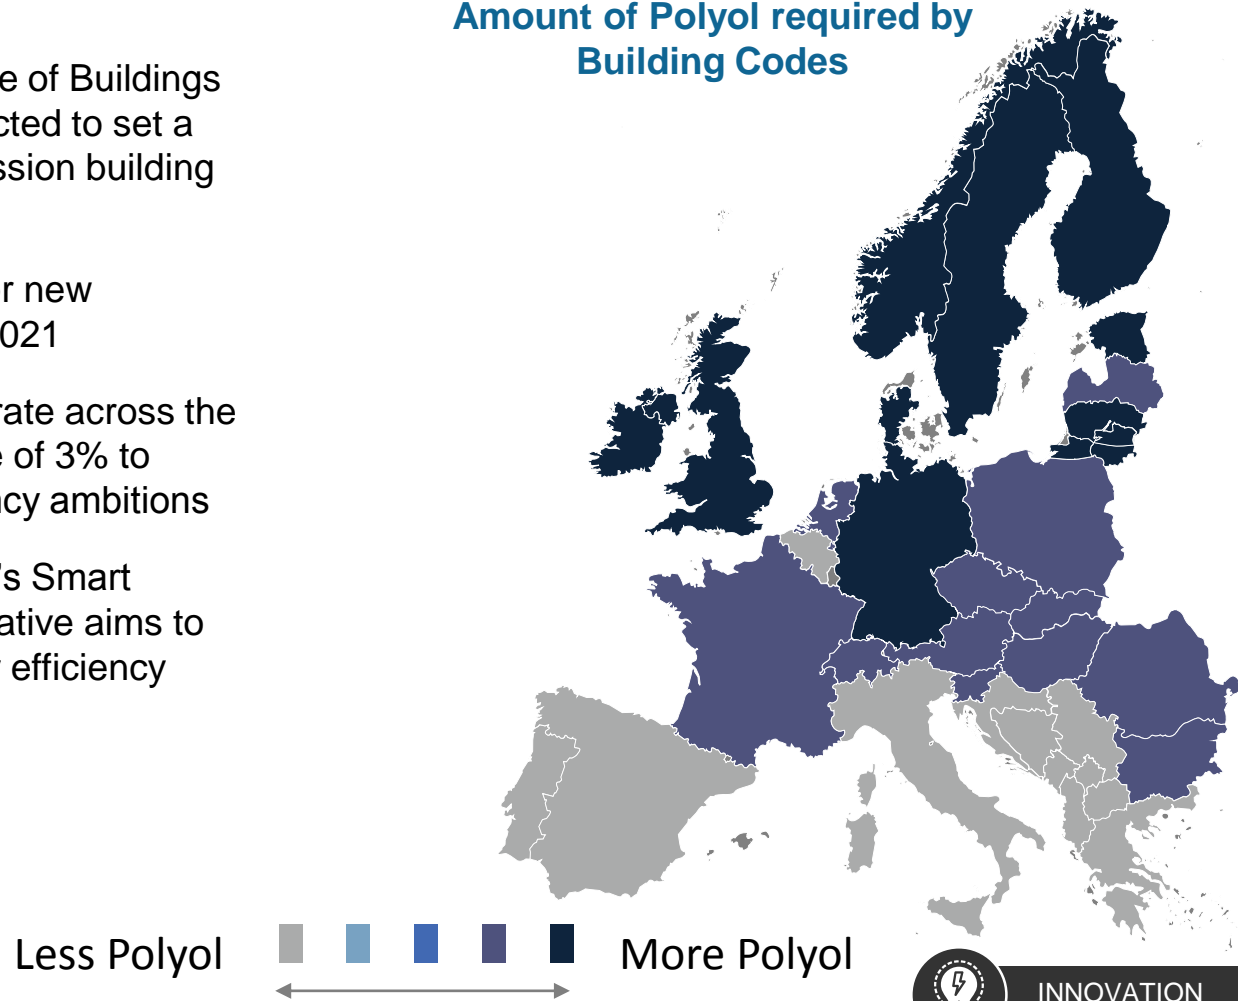 Amount of Polyol required by
Building Codes
e of Buildings
cted to set a
ssion building
r new
021
rate across the
e of 3% to
ncy ambitions
's Smart
ative aims to
efficiency
Less Polyol
More Polyol
INNOVATION